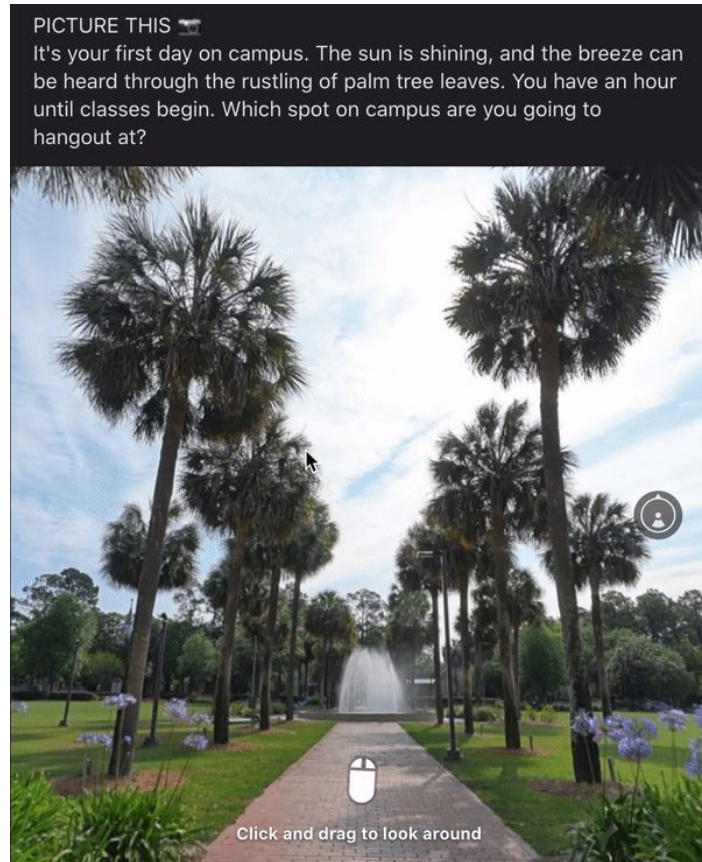 PICTURE THIS 📷
It's your first day on campus. The sun is shining, and the breeze can
be heard through the rustling of palm tree leaves. You have an hour
until classes begin. Which spot on campus are you going to
hangout at?
Click and drag to look around